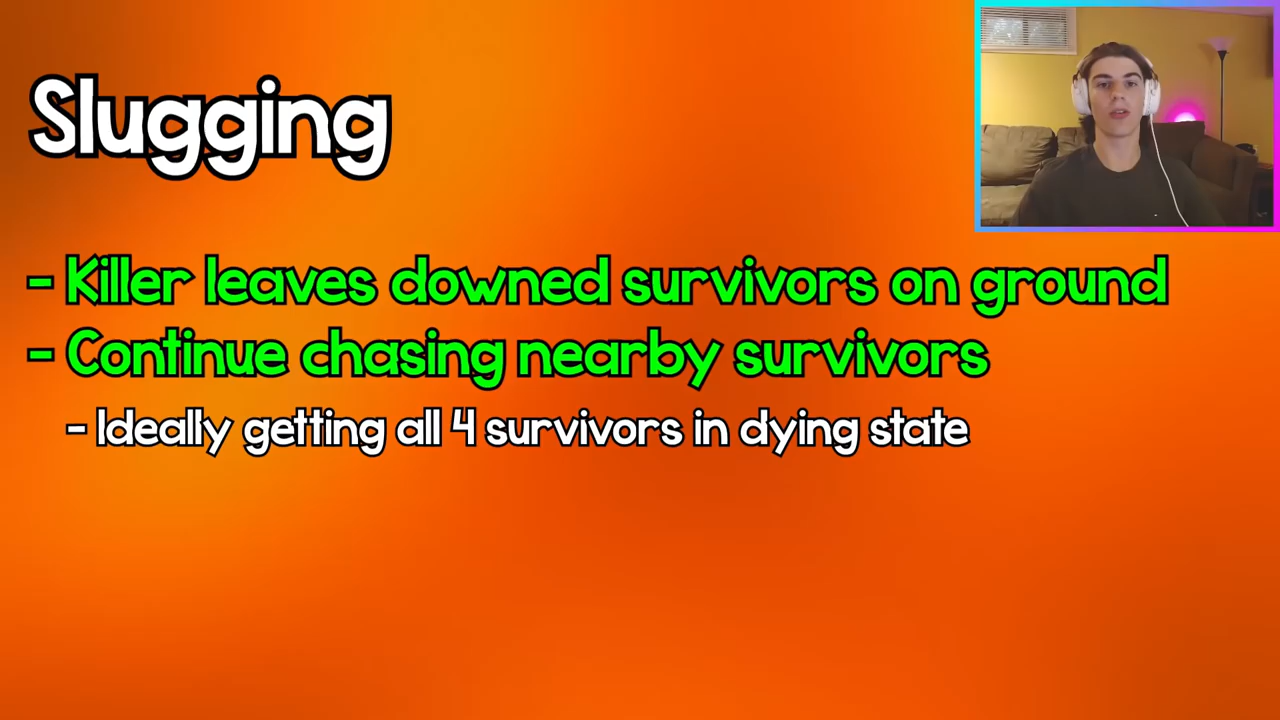 Slugging
- Killer leaves downed survivors on ground
- Continue chasing nearby survivors
- Ideally getting all 4 survivors in dying state